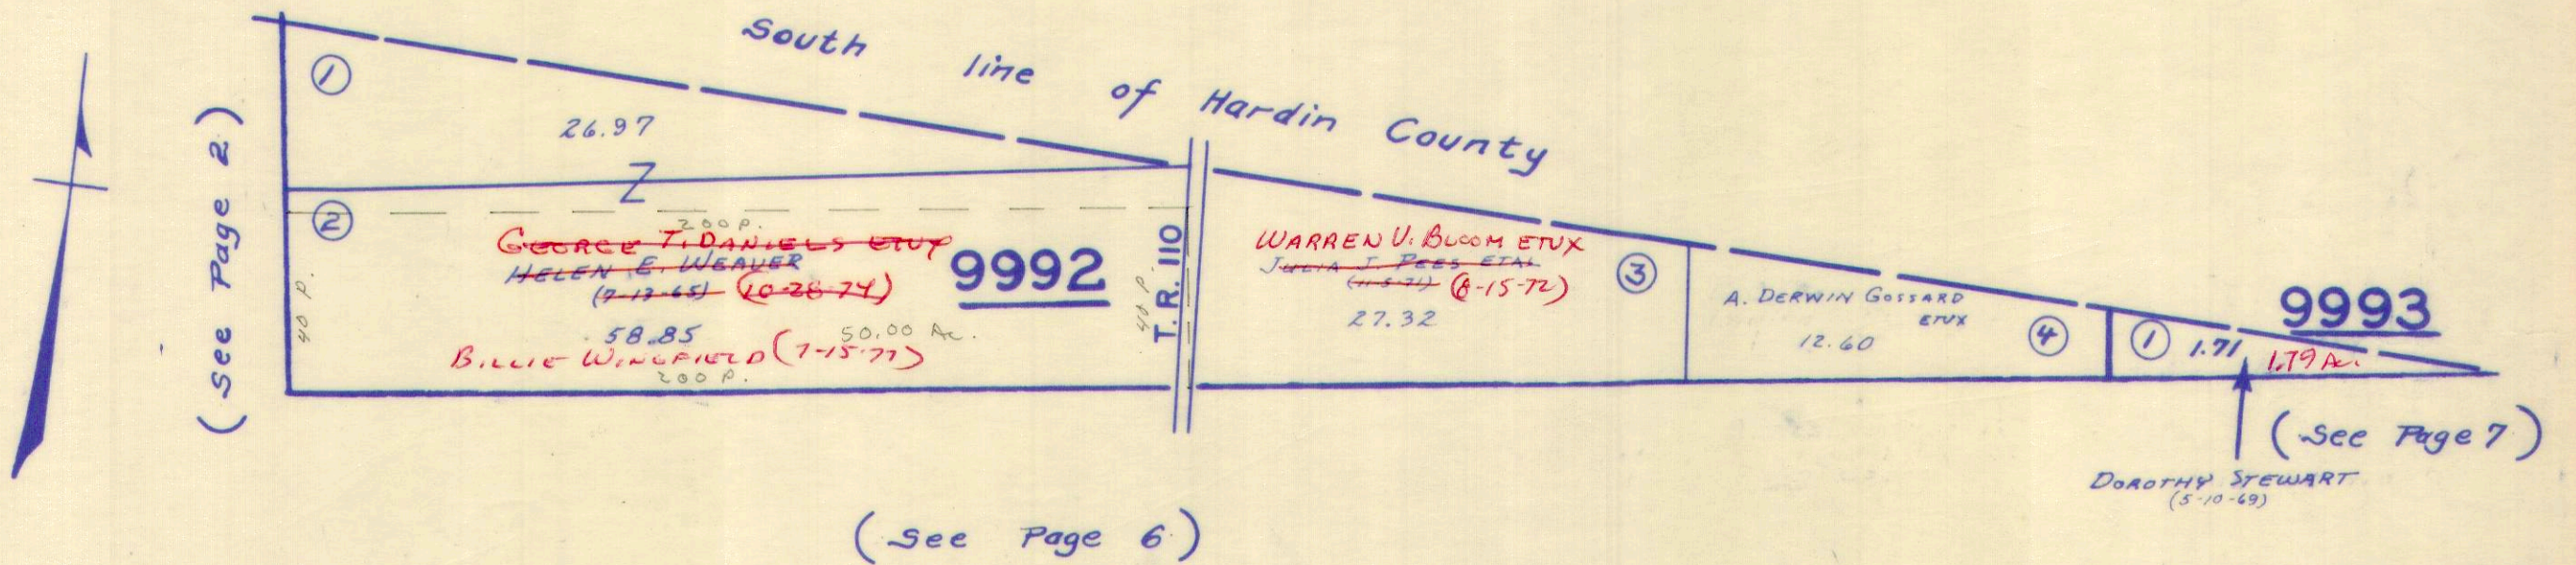 South line of Hardin County
(see Page 2)
①
26.97
Z
②
200 P.
GEORGE T. DANIELS ETUX
HELEN E. WEAVER
(7-13-65) (10-28-74)
9992
40 P.
58.85
50.00 Ac.
BILLIE WINGFIELD (7-15-77)
200 P.
40 P.
T. R. 110
WARREN V. BLOOM ETUX
JULIA J. PEES ETAL
(11-5-71) (8-15-72)
27.32
③
A. DERWIN GOSSARD
ETUX
12.60
④
①
1.71
1.79 Ac.
9993
(see Page 7)
DOROTHY STEWART
(5-10-69)
(see Page 6)